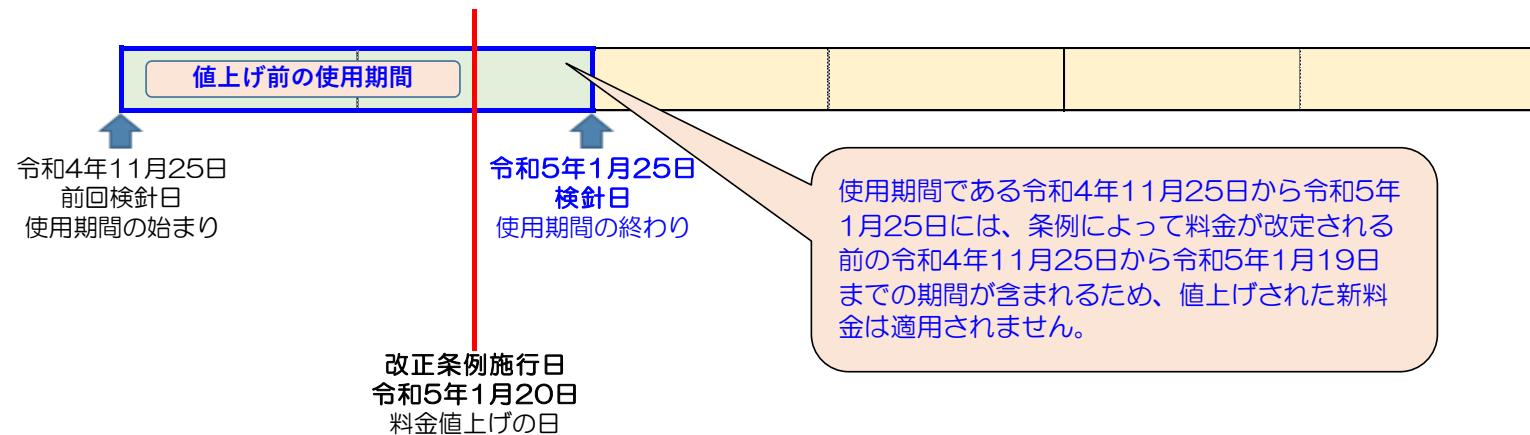 値上げ前の使用期間
令和4年11月25日
前回検針日
使用期間の始まり
令和5年1月25日
検針日
使用期間の終わり
使用期間である令和4年11月25日から令和5年
1月25日には、条例によって料金が改定される
前の令和4年11月25日から令和5年1月19日
までの期間が含まれるため、値上げされた新料
金は適用されません。
改正条例施行日
令和5年1月20日
料金値上げの日